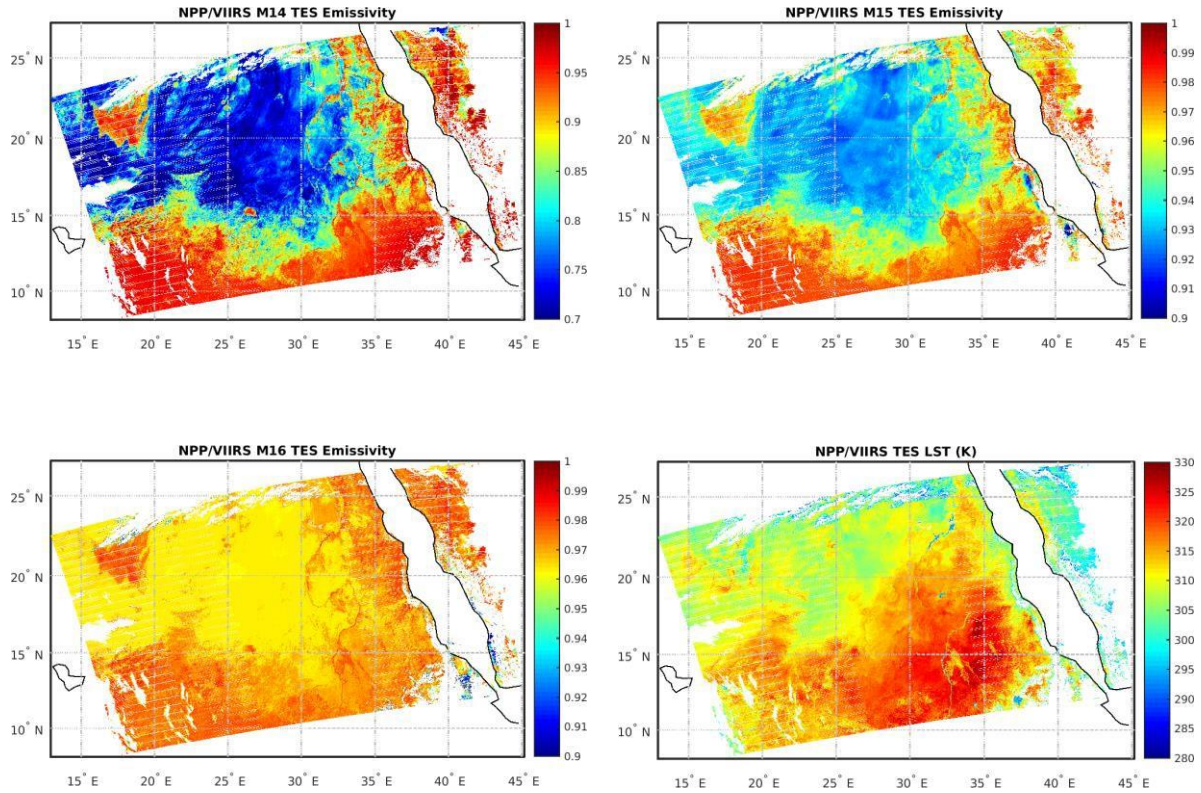 NPP/VIIRS M14 TES Emissivity
25° N
20° N
15° N
10° N
15° E
20° E
25° E
30° E
35° E
40° E
45° E
1
0.95
0.9
0.85
0.8
0.75
0.7
NPP/VIIRS M15 TES Emissivity
25° N
20° N
15° N
10° N
15° E
20° E
25° E
30° E
35° E
40° E
45° E
1
0.99
0.98
0.97
0.96
0.95
0.94
0.93
0.92
0.91
0.9
NPP/VIIRS M16 TES Emissivity
25° N
20° N
15° N
10° N
15° E
20° E
25° E
30° E
35° E
40° E
45° E
1
0.99
0.98
0.97
0.96
0.95
0.94
0.93
0.92
0.91
0.9
NPP/VIIRS TES LST (K)
25° N
20° N
15° N
10° N
15° E
20° E
25° E
30° E
35° E
40° E
45° E
330
325
320
315
310
305
300
295
290
285
280